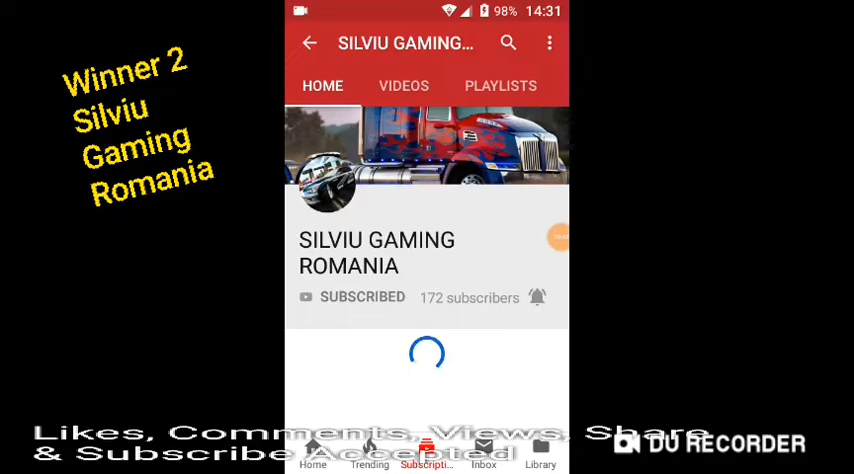 98% 14:31
SILVIU GAMING...
HOME VIDEOS PLAYLISTS
Winner 2
Silviu
Gaming
Romania
SILVIU GAMING
ROMANIA
SUBSCRIBED 172 subscribers
Likes, Comments, Views, Share
& Subscribe Accepted
DU RECORDER
Home Trending Subscripti... Inbox Library